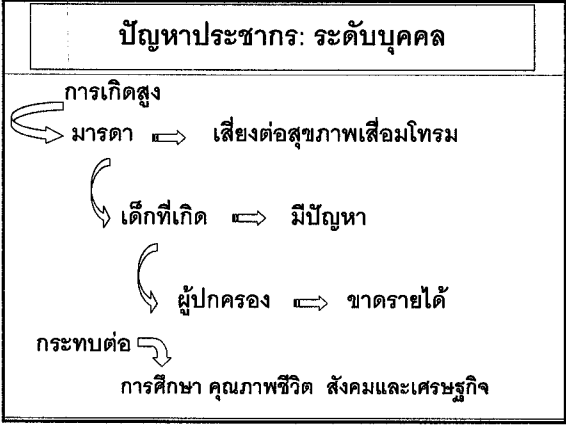 ปัญหาประชากร: ระดับบุคคล
การเกิดสูง
มารดา เสี่ยงต่อสุขภาพเสื่อมโทรม
เด็กที่เกิด มีปัญหา
ผู้ปกครอง ขาดรายได้
กระทบต่อ
การศึกษา คุณภาพชีวิต สังคมและเศรษฐกิจ